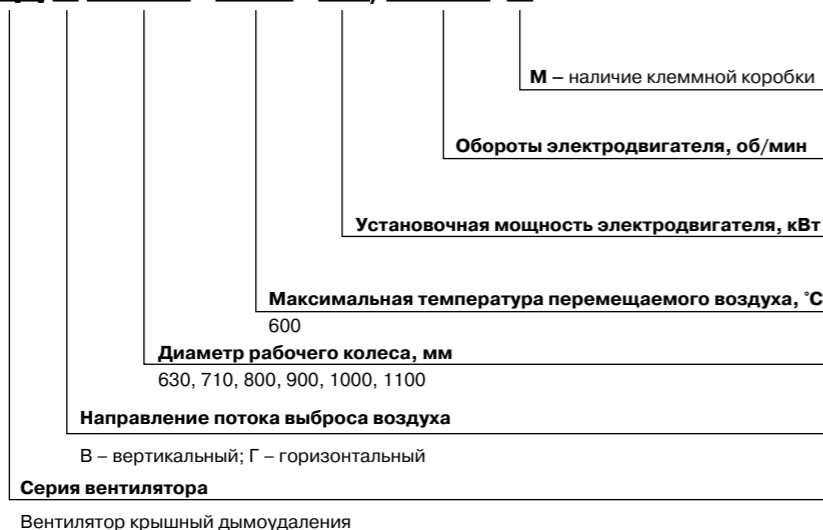 М – наличие клеммной коробки
Обороты электродвигателя, об/мин
Установочная мощность электродвигателя, кВт
Максимальная температура перемещаемого воздуха, °С
600
Диаметр рабочего колеса, мм
630, 710, 800, 900, 1000, 1100
Направление потока выброса воздуха
В – вертикальный; Г – горизонтальный
Серия вентилятора
Вентилятор крышный дымоудаления